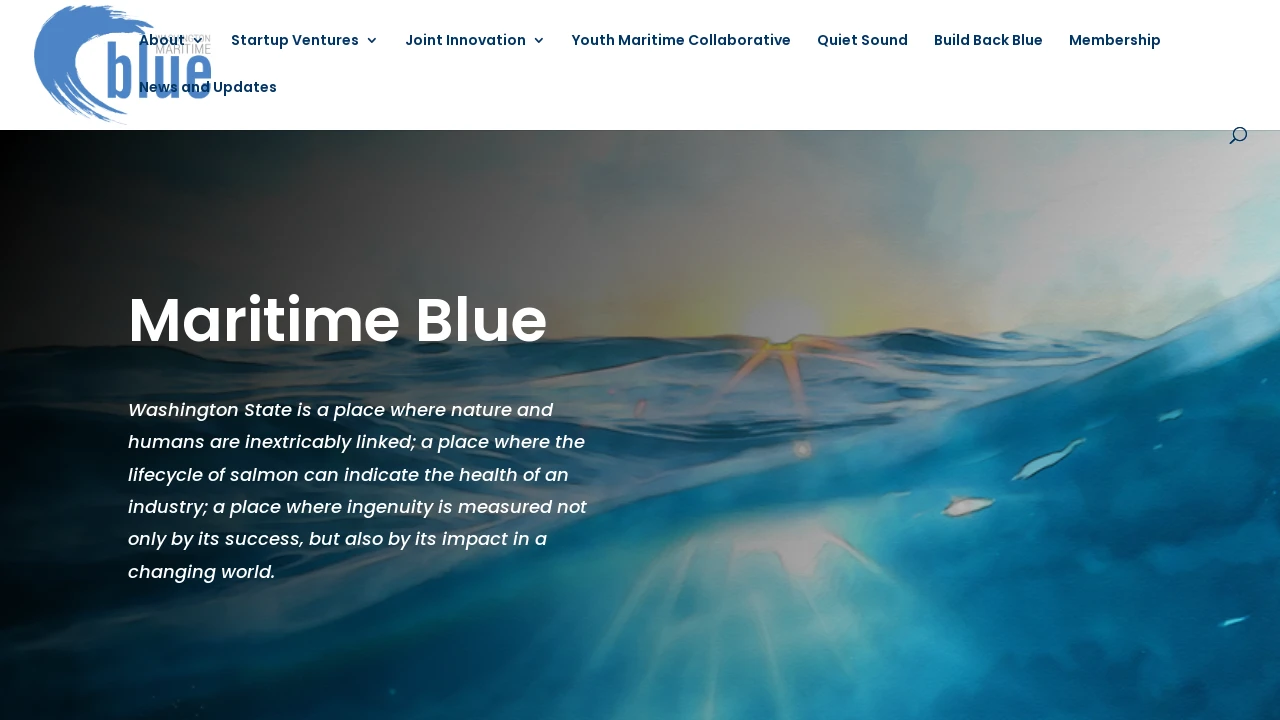 WASHINGTON
MARITIME
blue
About
Startup Ventures
Joint Innovation
Youth Maritime Collaborative
Quiet Sound
Build Back Blue
Membership
News and Updates
Maritime Blue
Washington State is a place where nature and
humans are inextricably linked; a place where the
lifecycle of salmon can indicate the health of an
industry; a place where ingenuity is measured not
only by its success, but also by its impact in a
changing world.